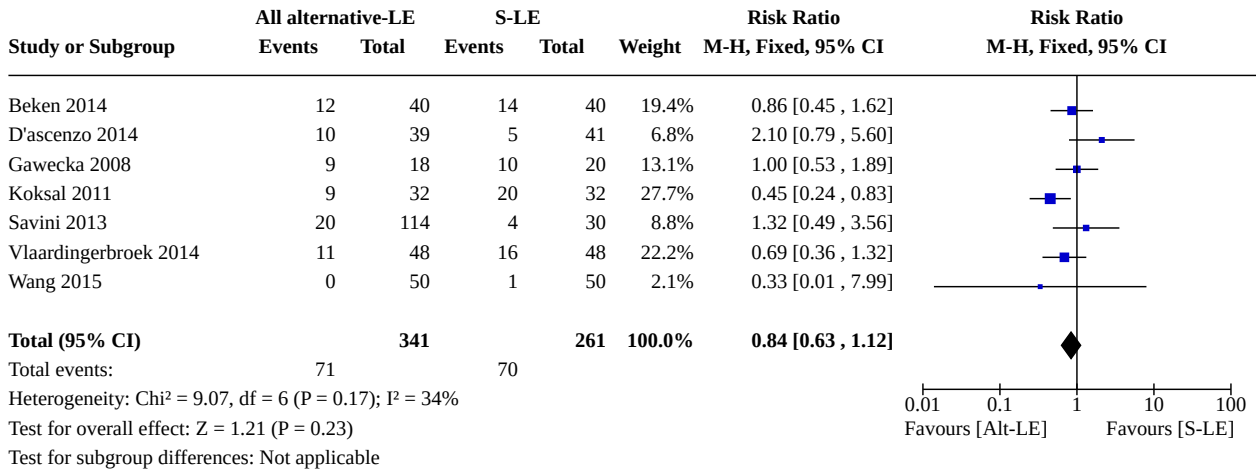 All alternative-LE S-LE Risk Ratio Risk Ratio
Study or Subgroup Events Total Events Total Weight M-H, Fixed, 95% CI M-H, Fixed, 95% CI
Beken 2014 12 40 14 40 19.4% 0.86 [0.45 , 1.62]
D'ascenzo 2014 10 39 5 41 6.8% 2.10 [0.79 , 5.60]
Gawecka 2008 9 18 10 20 13.1% 1.00 [0.53 , 1.89]
Koksal 2011 9 32 20 32 27.7% 0.45 [0.24 , 0.83]
Savini 2013 20 114 4 30 8.8% 1.32 [0.49 , 3.56]
Vlaardingerbroek 2014 11 48 16 48 22.2% 0.69 [0.36 , 1.32]
Wang 2015 0 50 1 50 2.1% 0.33 [0.01 , 7.99]
Total (95% CI) 341 261 100.0% 0.84 [0.63 , 1.12]
Total events: 71 70
Heterogeneity: Chi² = 9.07, df = 6 (P = 0.17); I² = 34%
0.01 0.1 1 10 100
Test for overall effect: Z = 1.21 (P = 0.23) Favours [Alt-LE] Favours [S-LE]
Test for subgroup differences: Not applicable